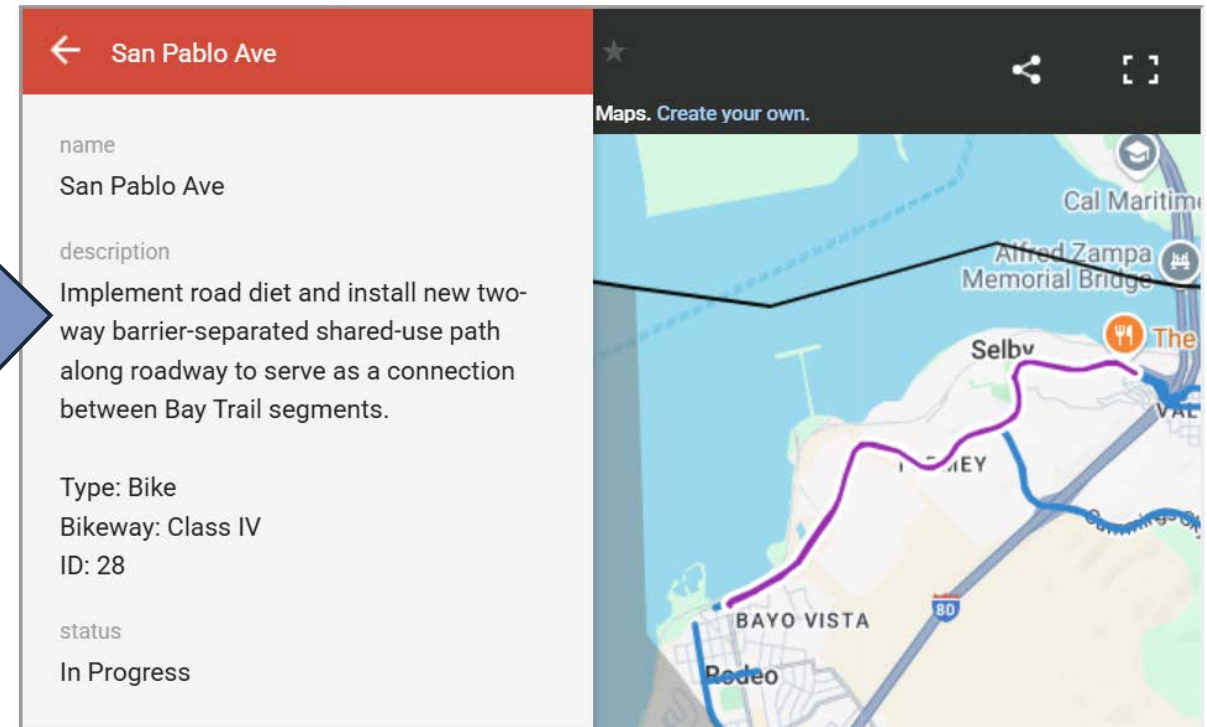 San Pablo Ave
name
San Pablo Ave
description
Implement road diet and install new two-
way barrier-separated shared-use path
along roadway to serve as a connection
between Bay Trail segments.
Type: Bike
Bikeway: Class IV
ID: 28
status
In Progress
Maps. Create your own.
Cal Maritime
Alfred Zampa
Memorial Bridge
The
Selby
VAL
80
BAYO VISTA
Rodeo